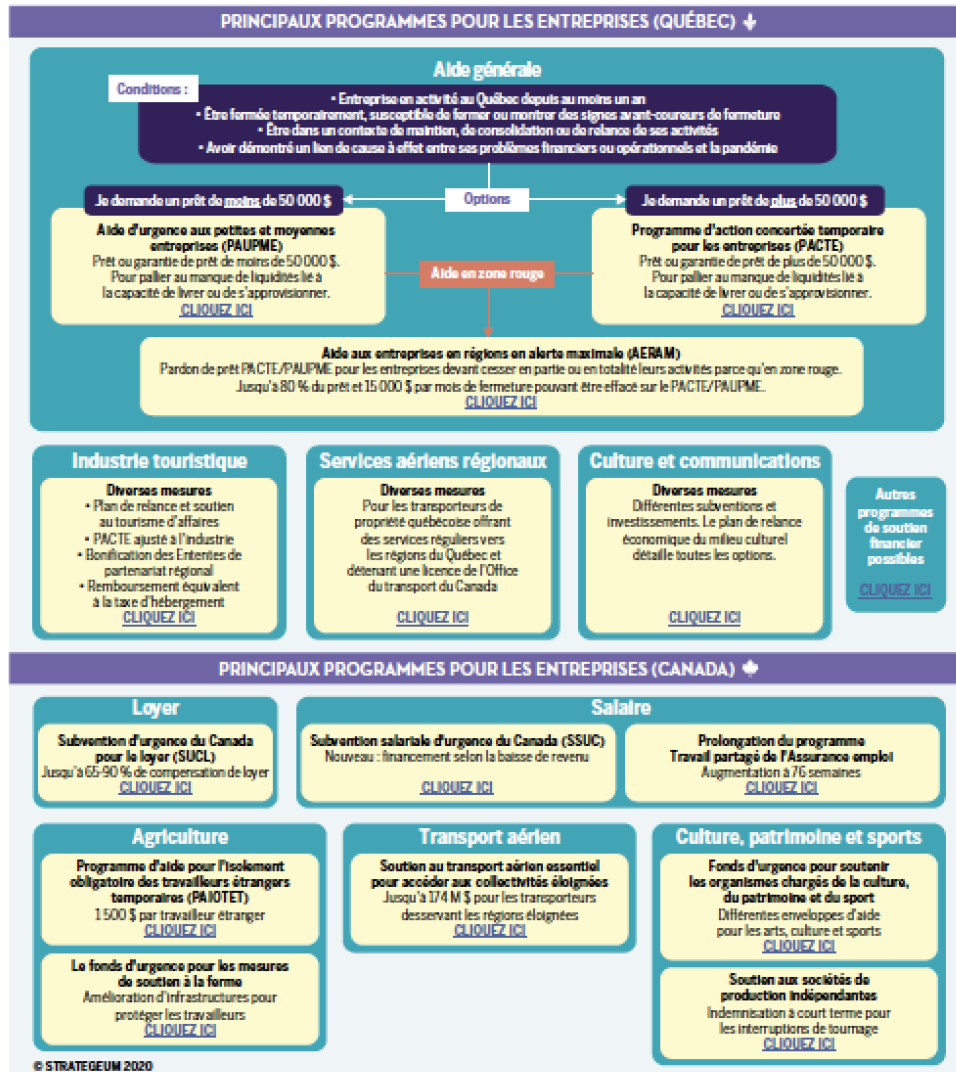 PRINCIPAUX PROGRAMMES POUR LES ENTREPRISES (QUÉBEC)
Aide générale
Conditions :
• Entreprise en activité au Québec depuis au moins un an
• Être fermée temporairement, susceptible de fermer ou montrer des signes avant-coureurs de fermeture
• Être dans un contexte de maintien, de consolidation ou de relance de ses activités
• Avoir démontré un lien de cause à effet entre ses problèmes financiers ou opérationnels et la pandémie
Options
Je demande un prêt de moins de 50 000 $
Aide d'urgence aux petites et moyennes
entreprises (PAUPME)
Prêt ou garantie de prêt de moins de 50 000 $.
Pour pallier au manque de liquidités lié à
la capacité de livrer ou de s'approvisionner.
CLIQUEZ ICI
Je demande un prêt de plus de 50 000 $
Programme d'action concertée temporaire
pour les entreprises (PACTE)
Prêt ou garantie de prêt de plus de 50 000 $.
Pour pallier au manque de liquidités lié à
la capacité de livrer ou de s'approvisionner.
CLIQUEZ ICI
Aide en zone rouge
Aide aux entreprises en régions en alerte maximale (AERAM)
Pardon de prêt PACTE/PAUPME pour les entreprises devant cesser en partie ou en totalité leurs activités parce qu'en zone rouge.
Jusqu'à 80 % du prêt et 15 000 $ par mois de fermeture pouvant être effacé sur le PACTE/PAUPME.
CLIQUEZ ICI
Industrie touristique
Diverses mesures
• Plan de relance et soutien
au tourisme d'affaires
• PACTE ajusté à l'industrie
• Bonification des Ententes de
partenariat régional
• Remboursement équivalent
à la taxe d'hébergement
CLIQUEZ ICI
Services aériens régionaux
Diverses mesures
Pour les transporteurs de
propriété québécoise offrant
des services réguliers vers
les régions du Québec et
détenant une licence de l'Office
du transport du Canada
CLIQUEZ ICI
Culture et communications
Diverses mesures
Différentes subventions et
investissements. Le plan de relance
économique du milieu culturel
détaille toutes les options.
CLIQUEZ ICI
Autres
programmes
de soutien
financier
possibles
CLIQUEZ ICI
PRINCIPAUX PROGRAMMES POUR LES ENTREPRISES (CANADA)
Loyer
Subvention d'urgence du Canada
pour le loyer (SUCL)
Jusqu'à 65-90 % de compensation de loyer
CLIQUEZ ICI
Salaire
Subvention salariale d'urgence du Canada (SSUC)
Nouveau : financement selon la baisse de revenu
CLIQUEZ ICI
Prolongation du programme
Travail partagé de l'Assurance emploi
Augmentation à 76 semaines
CLIQUEZ ICI
Agriculture
Programme d'aide pour l'isolement
obligatoire des travailleurs étrangers
temporaires (PAIOTET)
1 500 $ par travailleur étranger
CLIQUEZ ICI
Le fonds d'urgence pour les mesures
de soutien à la ferme
Amélioration d'infrastructures pour
protéger les travailleurs
CLIQUEZ ICI
Transport aérien
Soutien au transport aérien essentiel
pour accéder aux collectivités éloignées
Jusqu'à 174 M $ pour les transporteurs
desservant les régions éloignées
CLIQUEZ ICI
Culture, patrimoine et sports
Fonds d'urgence pour soutenir
les organismes chargés de la culture,
du patrimoine et du sport
Différentes enveloppes d'aide
pour les arts, culture et sports
CLIQUEZ ICI
Soutien aux sociétés de
production indépendantes
Indemnisation à court terme pour
les interruptions de tournage
CLIQUEZ ICI
© STRATEGEUM 2020